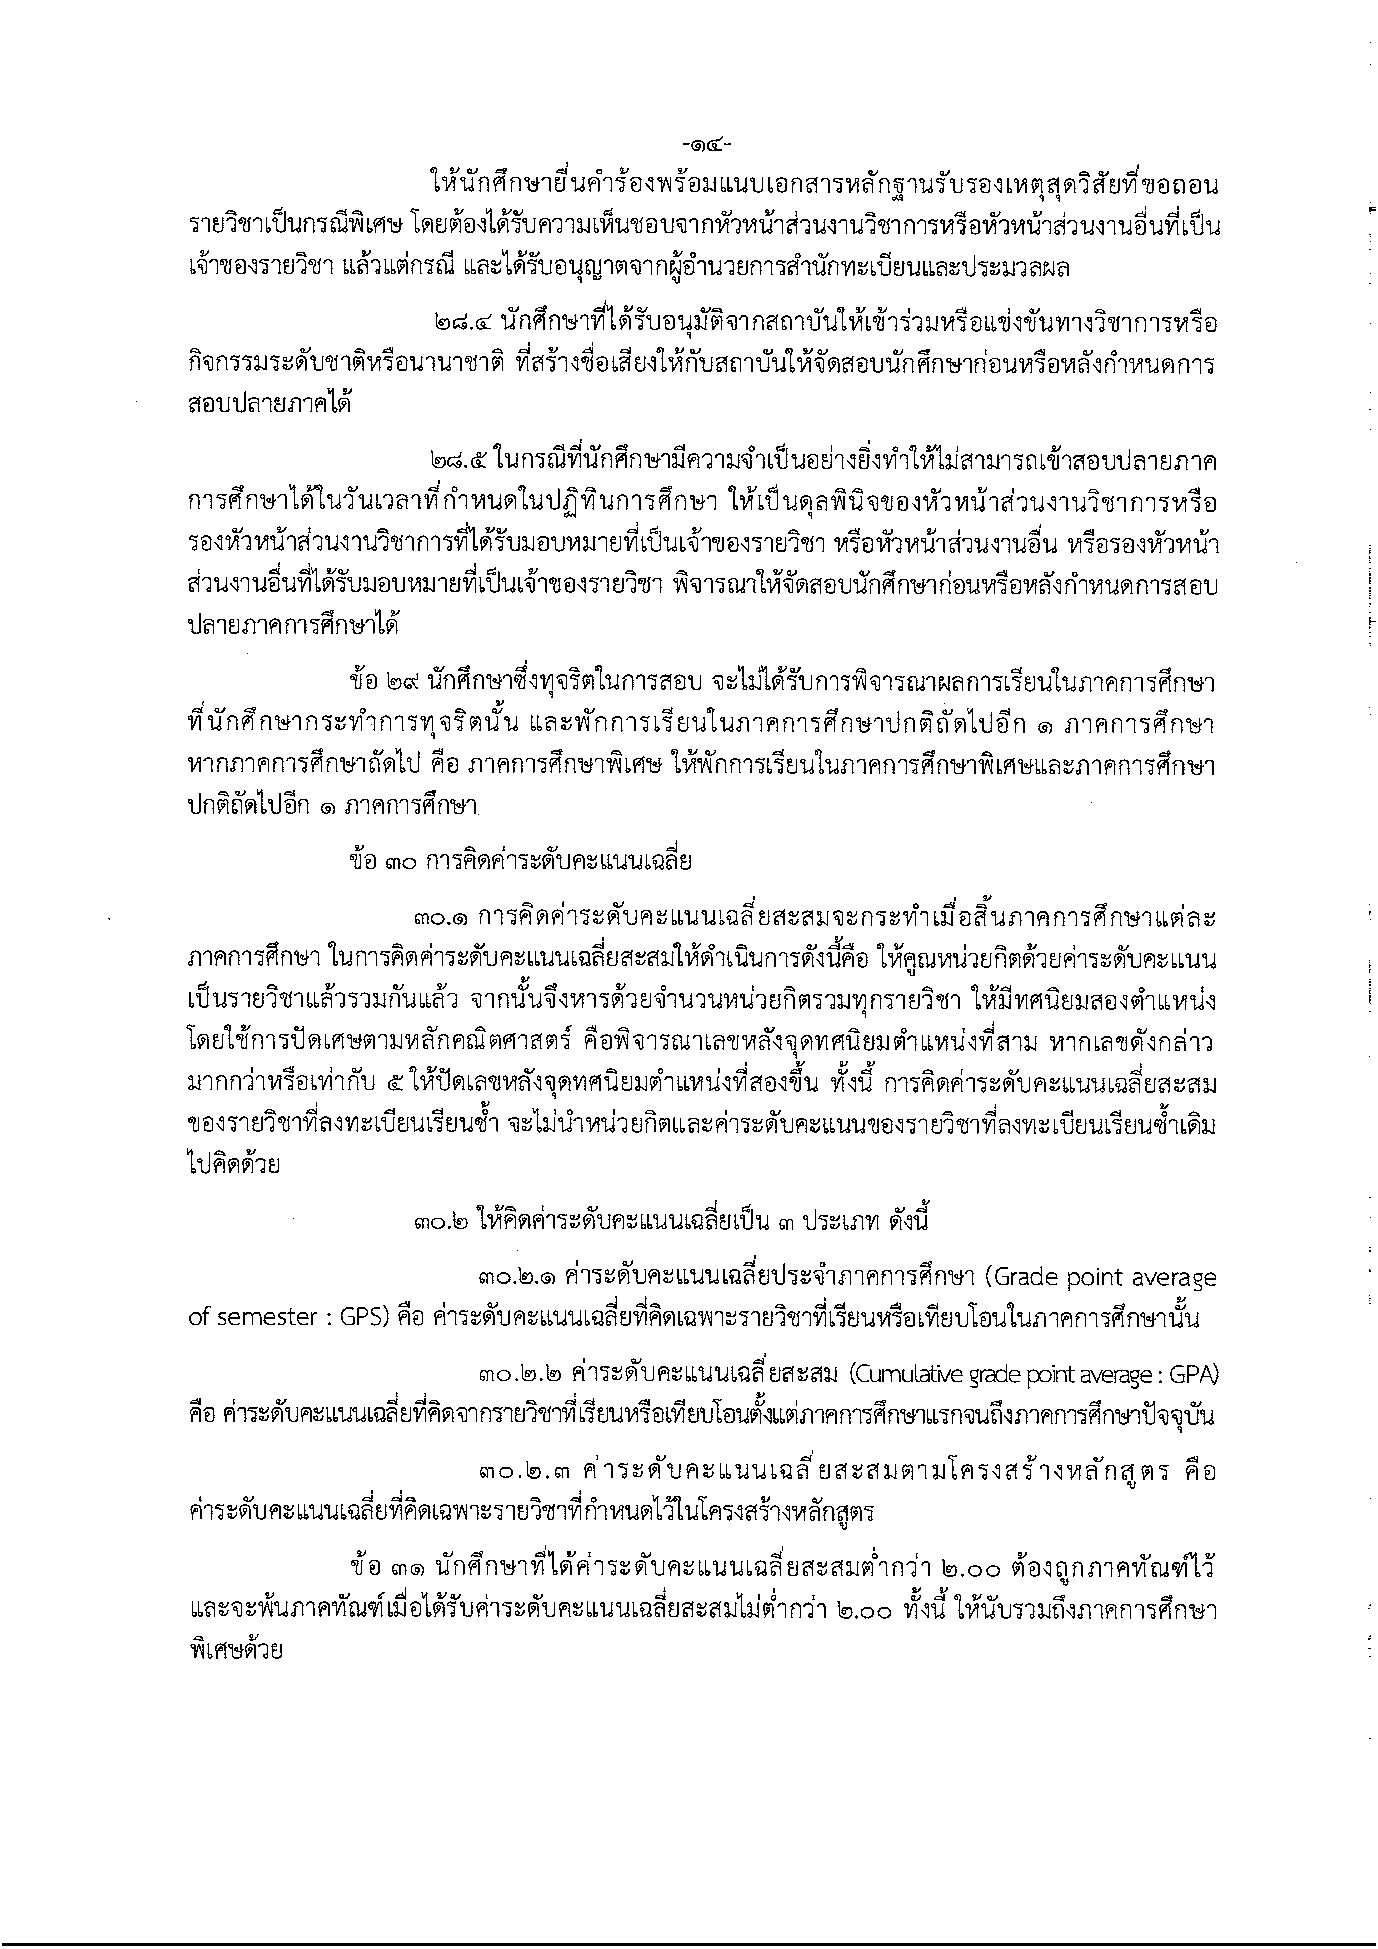 -๑๔-
ให้นักศึกษายื่นคำร้องพร้อมแนบเอกสารหลักฐานรับรองเหตุสุดวิสัยที่ขอถอน
รายวิชาเป็นกรณีพิเศษ โดยต้องได้รับความเห็นชอบจากหัวหน้าส่วนงานวิชาการหรือหัวหน้าส่วนงานอื่นที่เป็น
เจ้าของรายวิชา แล้วแต่กรณี และได้รับอนุญาตจากผู้อำนวยการสำนักทะเบียนและประมวลผล
๒๘.๔ นักศึกษาที่ได้รับอนุมัติจากสถาบันให้เข้าร่วมหรือแข่งขันทางวิชาการหรือ
กิจกรรมระดับชาติหรือนานาชาติ ที่สร้างชื่อเสียงให้กับสถาบันให้จัดสอบนักศึกษาก่อนหรือหลังกำหนดการ
สอบปลายภาคได้
๒๘.๕ ในกรณีที่นักศึกษามีความจำเป็นอย่างยิ่งทำให้ไม่สามารถเข้าสอบปลายภาค
การศึกษาได้ในวันเวลาที่กำหนดในปฏิทินการศึกษา ให้เป็นดุลพินิจของหัวหน้าส่วนงานวิชาการหรือ
รองหัวหน้าส่วนงานวิชาการที่ได้รับมอบหมายที่เป็นเจ้าของรายวิชา หรือหัวหน้าส่วนงานอื่น หรือรองหัวหน้า
ส่วนงานอื่นที่ได้รับมอบหมายที่เป็นเจ้าของรายวิชา พิจารณาให้จัดสอบนักศึกษาก่อนหรือหลังกำหนดการสอบ
ปลายภาคการศึกษาได้
ข้อ ๒๙ นักศึกษาซึ่งทุจริตในการสอบ จะไม่ได้รับการพิจารณาผลการเรียนในภาคการศึกษา
ที่นักศึกษากระทำการทุจริตนั้น และพักการเรียนในภาคการศึกษาปกติถัดไปอีก ๑ ภาคการศึกษา
หากภาคการศึกษาถัดไป คือ ภาคการศึกษาพิเศษ ให้พักการเรียนในภาคการศึกษาพิเศษและภาคการศึกษา
ปกติถัดไปอีก ๑ ภาคการศึกษา
ข้อ ๓๐ การคิดค่าระดับคะแนนเฉลี่ย
๓๐.๑ การคิดค่าระดับคะแนนเฉลี่ยสะสมจะกระทำเมื่อสิ้นภาคการศึกษาแต่ละ
ภาคการศึกษา ในการคิดค่าระดับคะแนนเฉลี่ยสะสมให้ดำเนินการดังนี้คือ ให้คูณหน่วยกิตด้วยค่าระดับคะแนน
เป็นรายวิชาแล้วรวมกันแล้ว จากนั้นจึงหารด้วยจำนวนหน่วยกิตรวมทุกรายวิชา ให้มีทศนิยมสองตำแหน่ง
โดยใช้การปัดเศษตามหลักคณิตศาสตร์ คือพิจารณาเลขหลังจุดทศนิยมตำแหน่งที่สาม หากเลขดังกล่าว
มากกว่าหรือเท่ากับ ๕ ให้ปัดเลขหลังจุดทศนิยมตำแหน่งที่สองขึ้น ทั้งนี้ การคิดค่าระดับคะแนนเฉลี่ยสะสม
ของรายวิชาที่ลงทะเบียนเรียนซ้ำ จะไม่นำหน่วยกิตและค่าระดับคะแนนของรายวิชาที่ลงทะเบียนเรียนซ้ำเดิม
ไปคิดด้วย
๓๐.๒ ให้คิดค่าระดับคะแนนเฉลี่ยเป็น ๓ ประเภท ดังนี้
๓๐.๒.๑ ค่าระดับคะแนนเฉลี่ยประจำภาคการศึกษา (Grade point average
of semester : GPS) คือ ค่าระดับคะแนนเฉลี่ยที่คิดเฉพาะรายวิชาที่เรียนหรือเทียบโอนในภาคการศึกษานั้น
๓๐.๒.๒ ค่าระดับคะแนนเฉลี่ยสะสม (Cumulative grade point average : GPA)
คือ ค่าระดับคะแนนเฉลี่ยที่คิดจากรายวิชาที่เรียนหรือเทียบโอนตั้งแต่ภาคการศึกษาแรกจนถึงภาคการศึกษาปัจจุบัน
๓๐.๒.๓ ค่าระดับคะแนนเฉลี่ยสะสมตามโครงสร้างหลักสูตร คือ
ค่าระดับคะแนนเฉลี่ยที่คิดเฉพาะรายวิชาที่กำหนดไว้ในโครงสร้างหลักสูตร
ข้อ ๓๑ นักศึกษาที่ได้ค่าระดับคะแนนเฉลี่ยสะสมต่ำกว่า ๒.๐๐ ต้องถูกภาคทัณฑ์ไว้
และจะพ้นภาคทัณฑ์เมื่อได้รับค่าระดับคะแนนเฉลี่ยสะสมไม่ต่ำกว่า ๒.๐๐ ทั้งนี้ ให้นับรวมถึงภาคการศึกษา
พิเศษด้วย